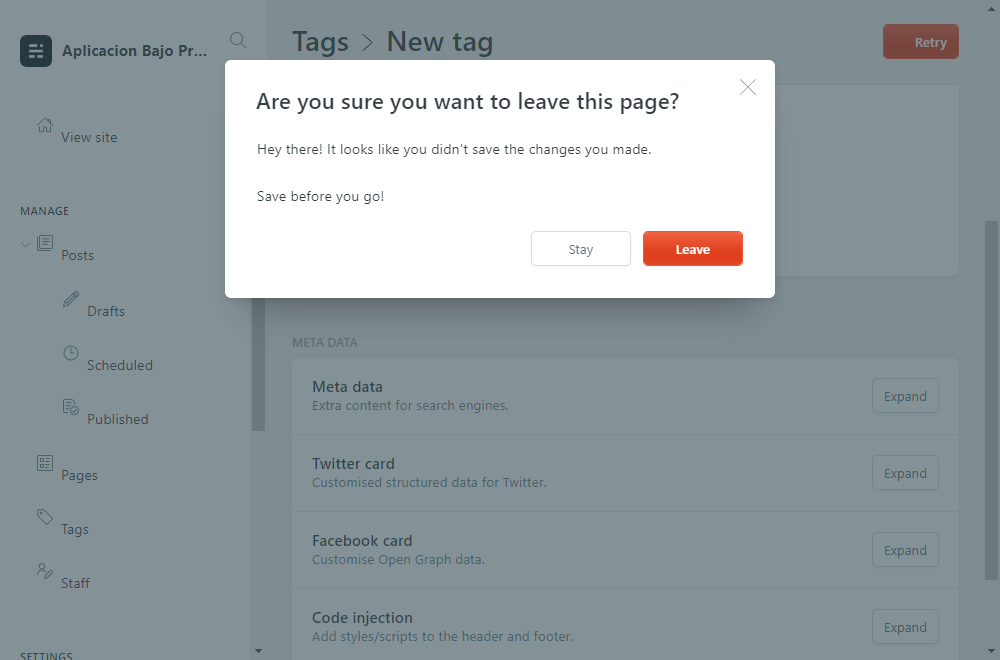 Aplicacion Bajo Pr...
Tags > New tag
Retry
Are you sure you want to leave this page?
Hey there! It looks like you didn't save the changes you made.
Save before you go!
Stay
Leave
View site
MANAGE
Posts
Drafts
Scheduled
Published
Pages
Tags
Staff
SETTINGS
META DATA
Meta data
Extra content for search engines.
Expand
Twitter card
Customised structured data for Twitter.
Expand
Facebook card
Customise Open Graph data.
Expand
Code injection
Add styles/scripts to the header and footer.
Expand